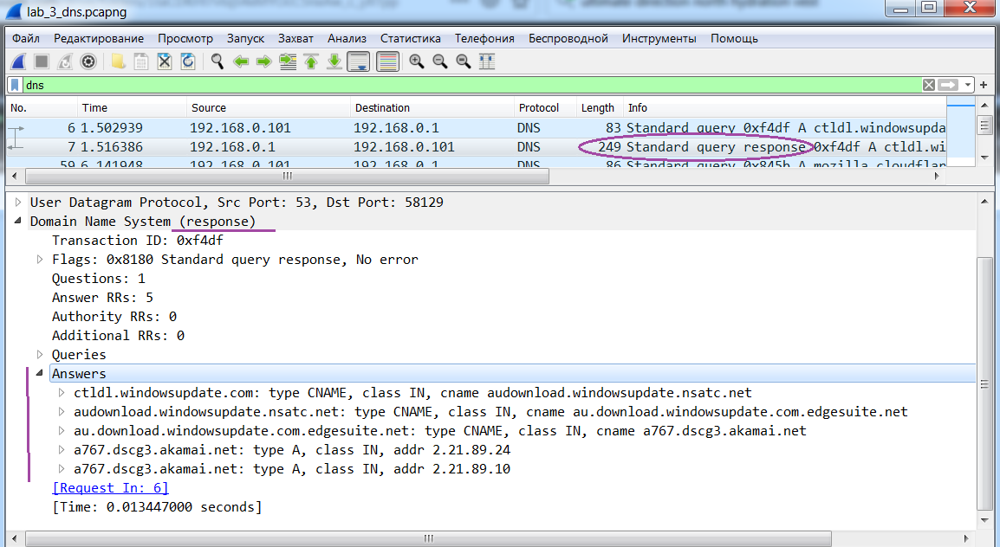 lab_3_dns.pcapng
Файл Редактирование Просмотр Запуск Захват Анализ Статистика Телефония Беспроводной Инструменты Помощь
dns
No. Time Source Destination Protocol Length Info
6 1.502939 192.168.0.101 192.168.0.1 DNS 83 Standard query 0xf4df A ctldl.windowsupda
7 1.516386 192.168.0.1 192.168.0.101 DNS 249 Standard query response 0xf4df A ctldl.wi
59 6.141948 192.168.0.101 192.168.0.1 DNS 86 Standard query 0x845b A mozilla.cloudflar
User Datagram Protocol, Src Port: 53, Dst Port: 58129
Domain Name System (response)
Transaction ID: 0xf4df
Flags: 0x8180 Standard query response, No error
Questions: 1
Answer RRs: 5
Authority RRs: 0
Additional RRs: 0
Queries
Answers
ctldl.windowsupdate.com: type CNAME, class IN, cname audownload.windowsupdate.nsatc.net
audownload.windowsupdate.nsatc.net: type CNAME, class IN, cname au.download.windowsupdate.com.edgesuite.net
au.download.windowsupdate.com.edgesuite.net: type CNAME, class IN, cname a767.dscg3.akamai.net
a767.dscg3.akamai.net: type A, class IN, addr 2.21.89.24
a767.dscg3.akamai.net: type A, class IN, addr 2.21.89.10
[Request In: 6]
[Time: 0.013447000 seconds]